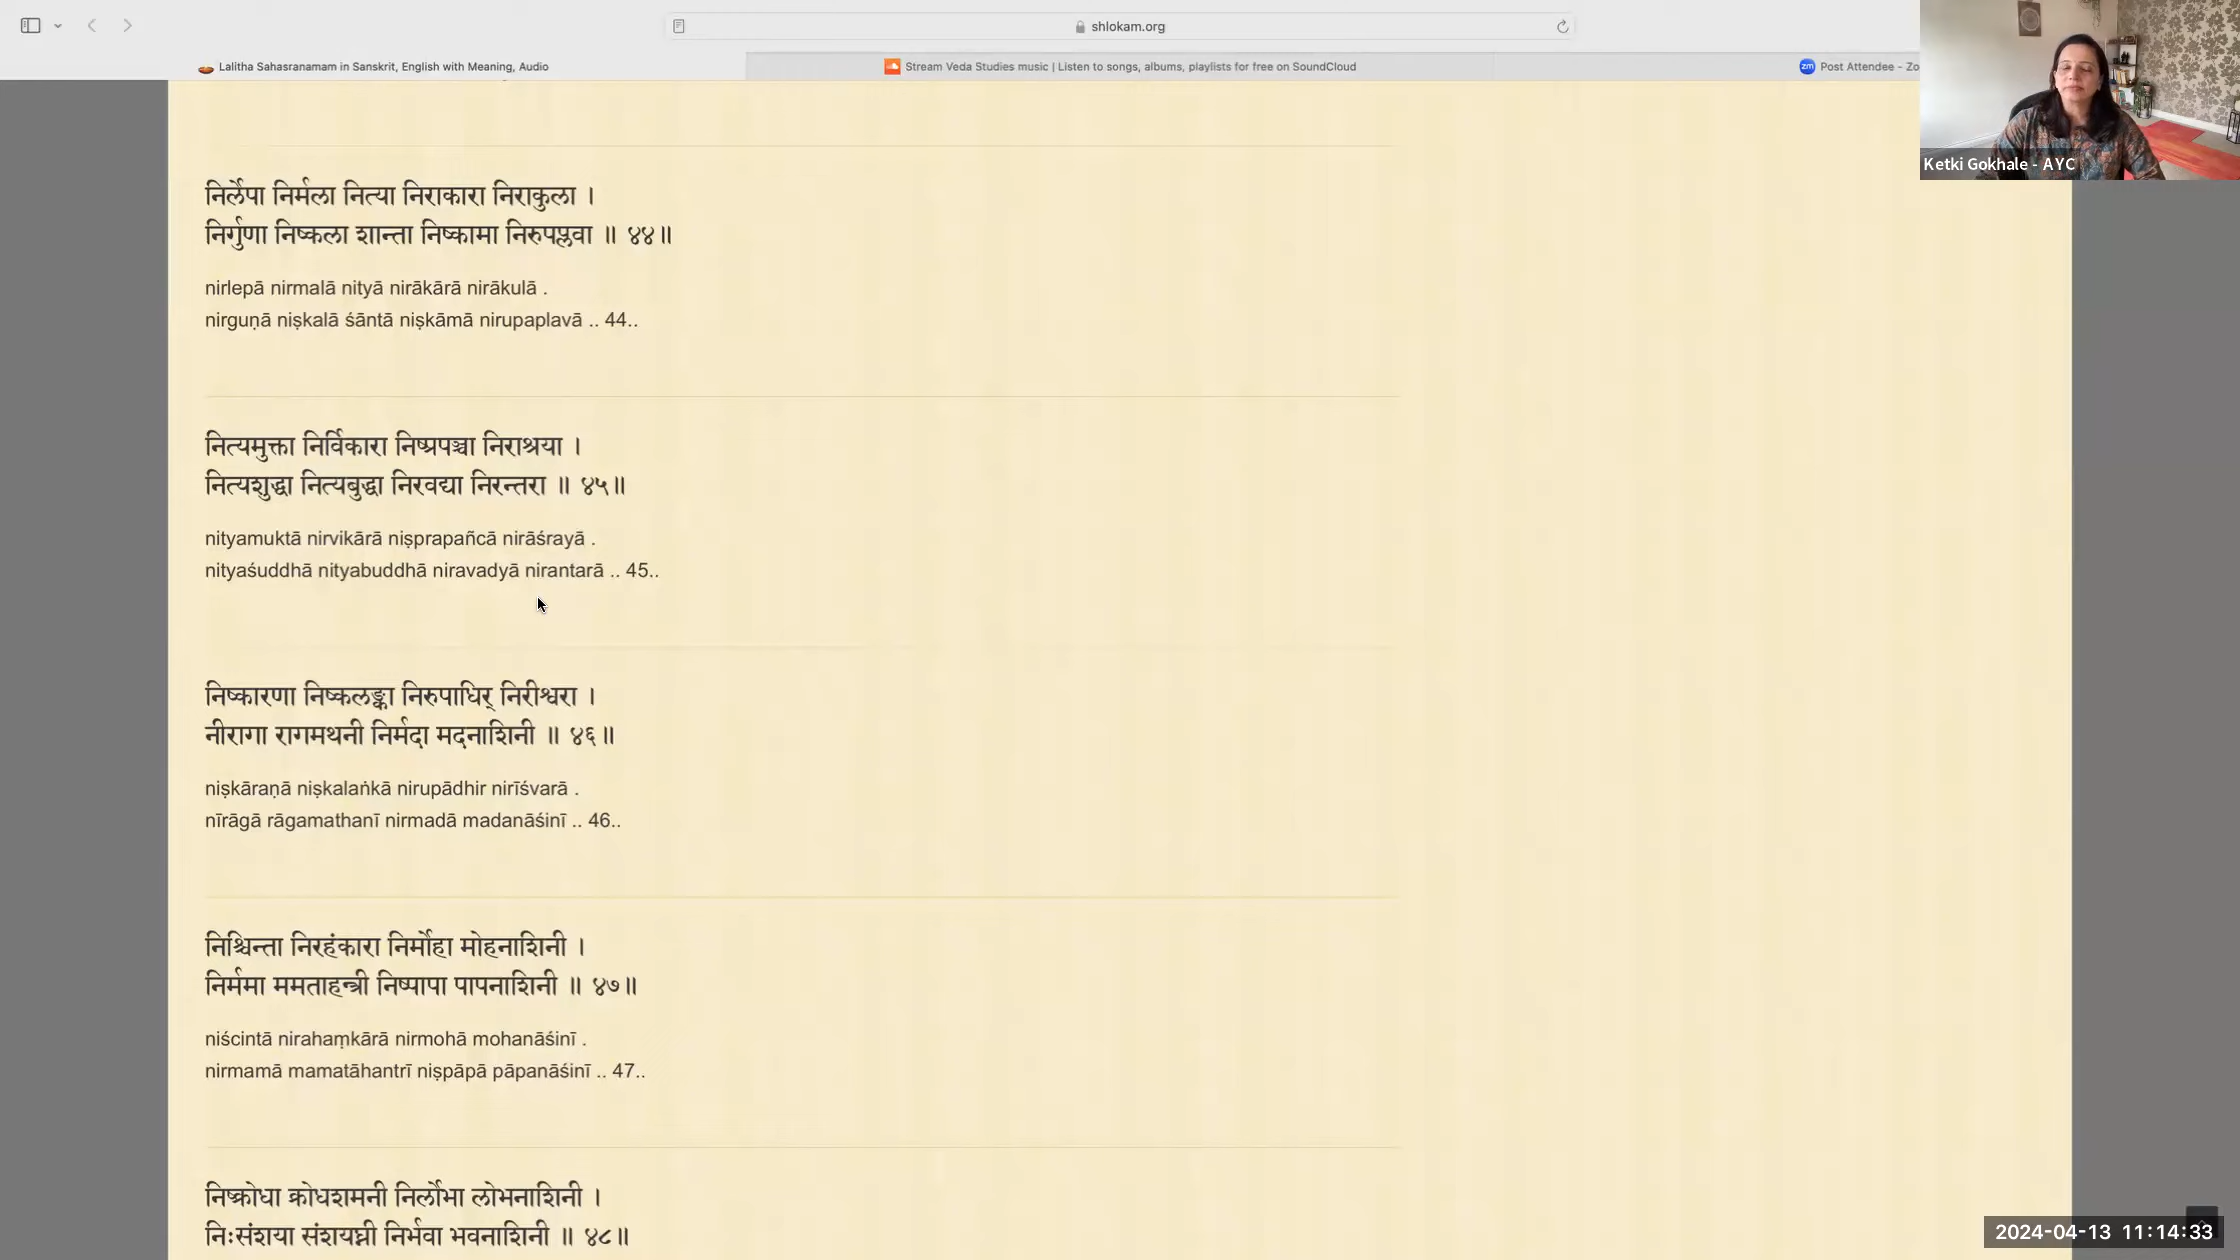 shlokam.org
Lalitha Sahasranamam in Sanskrit, English with Meaning, Audio
Stream Veda Studies music | Listen to songs, albums, playlists for free on SoundCloud
zm Post Attendee - Zo
Ketki Gokhale - AYC
निर्लेपा निर्मला नित्या निराकारा निराकुला ।
निर्गुणा निष्कला शान्ता निष्कामा निरुपप्लवा ॥ ४४॥
nirlepā nirmalā nityā nirākārā nirākulā .
nirguṇā niṣkalā śāntā niṣkāmā nirupaplavā .. 44..
नित्यमुक्ता निर्विकारा निष्प्रपञ्चा निराश्रया ।
नित्यशुद्धा नित्यबुद्धा निरवद्या निरन्तरा ॥ ४५॥
nityamuktā nirvikārā niṣprapañcā nirāśrayā .
nityaśuddhā nityabuddhā niravadyā nirantarā .. 45..
निष्कारणा निष्कलङ्का निरुपाधिर् निरीश्वरा ।
नीरागा रागमथनी निर्मदा मदनाशिनी ॥ ४६॥
niṣkāraṇā niṣkalaṅkā nirupādhir nirīśvarā .
nīrāgā rāgamathanī nirmadā madanāśinī .. 46..
निश्चिन्ता निरहंकारा निर्मोहा मोहनाशिनी ।
निर्ममा ममताहन्त्री निष्पापा पापनाशिनी ॥ ४७॥
niścintā nirahaṃkārā nirmohā mohanāśinī .
nirmamā mamatāhantrī niṣpāpā pāpanāśinī .. 47..
निष्क्रोधा क्रोधशमनी निर्लोभा लोभनाशिनी ।
निःसंशया संशयघ्नी निर्भवा भवनाशिनी ॥ ४८॥
2024-04-13 11:14:33